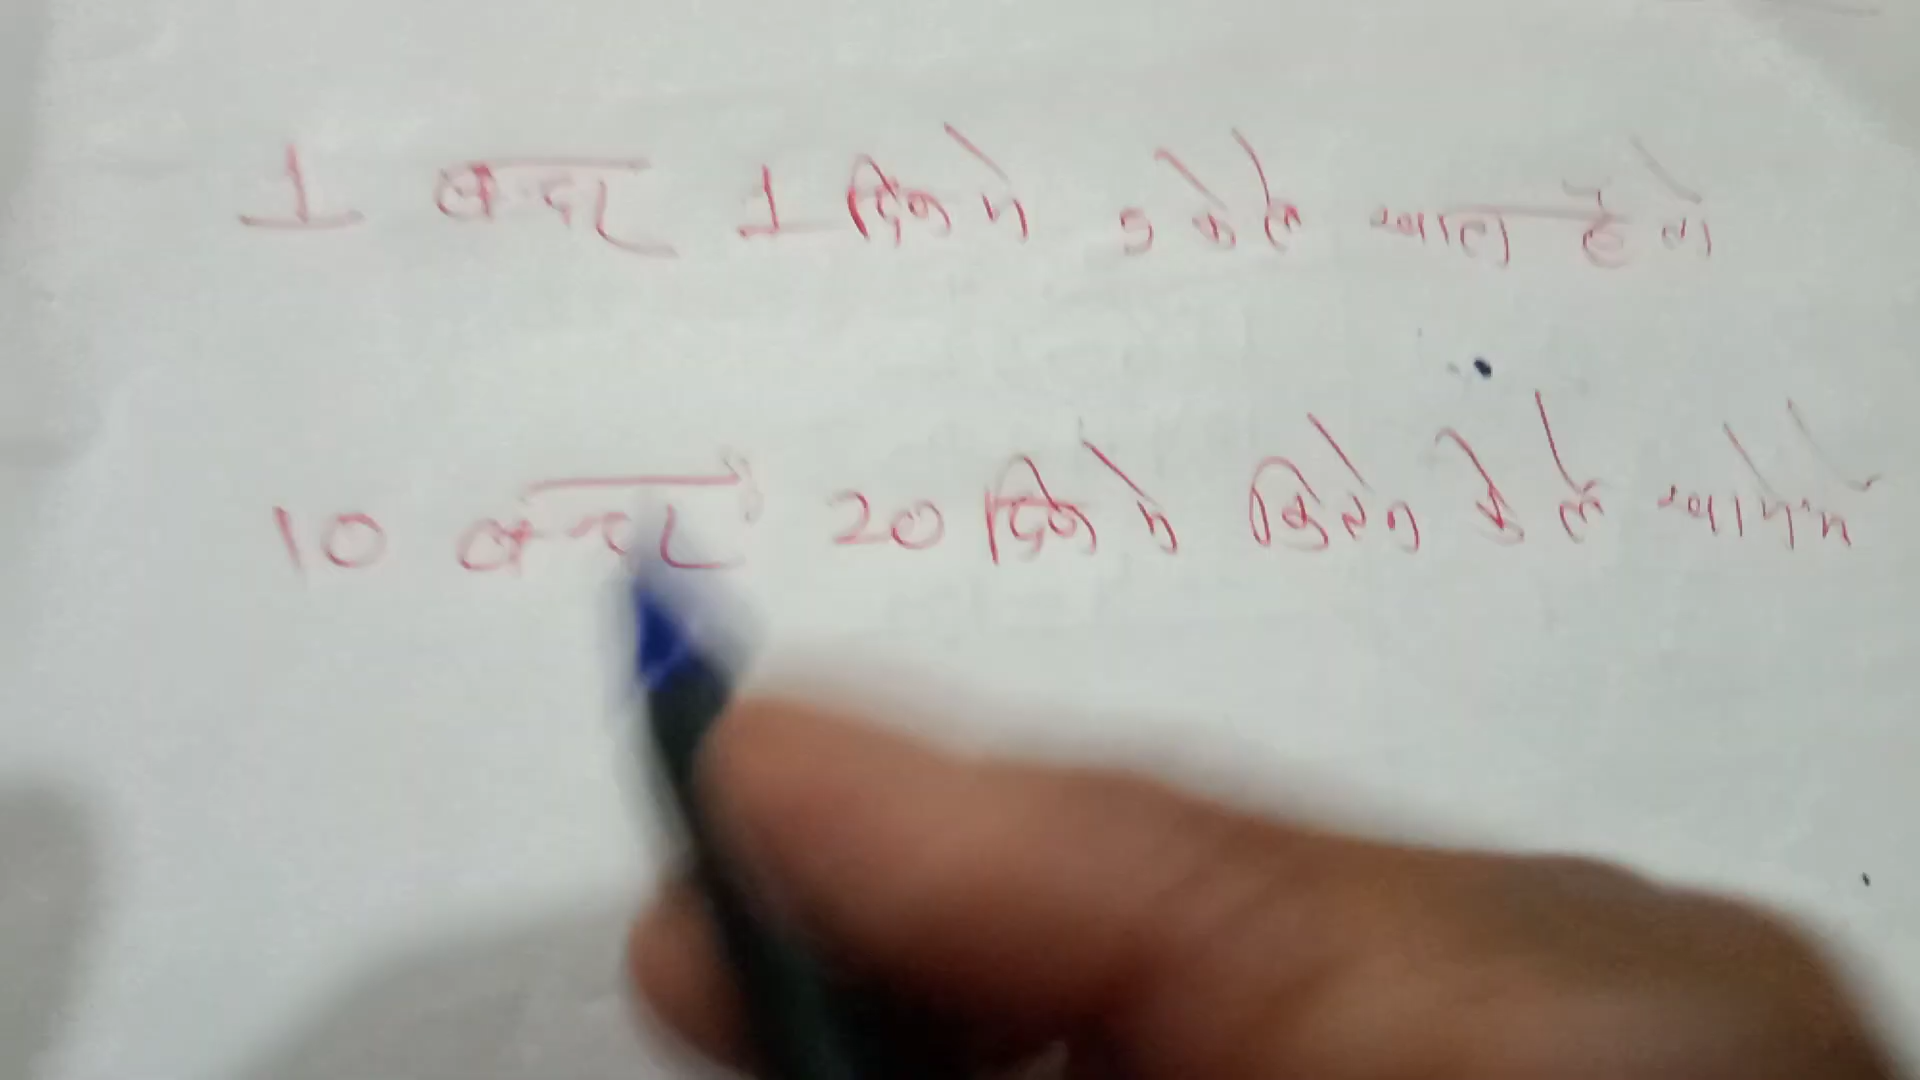 1 बन्दर 1 दिन मे 5 केले खाता है तो
10 बन्दर 20 दिन मे कितने केले खायेगे